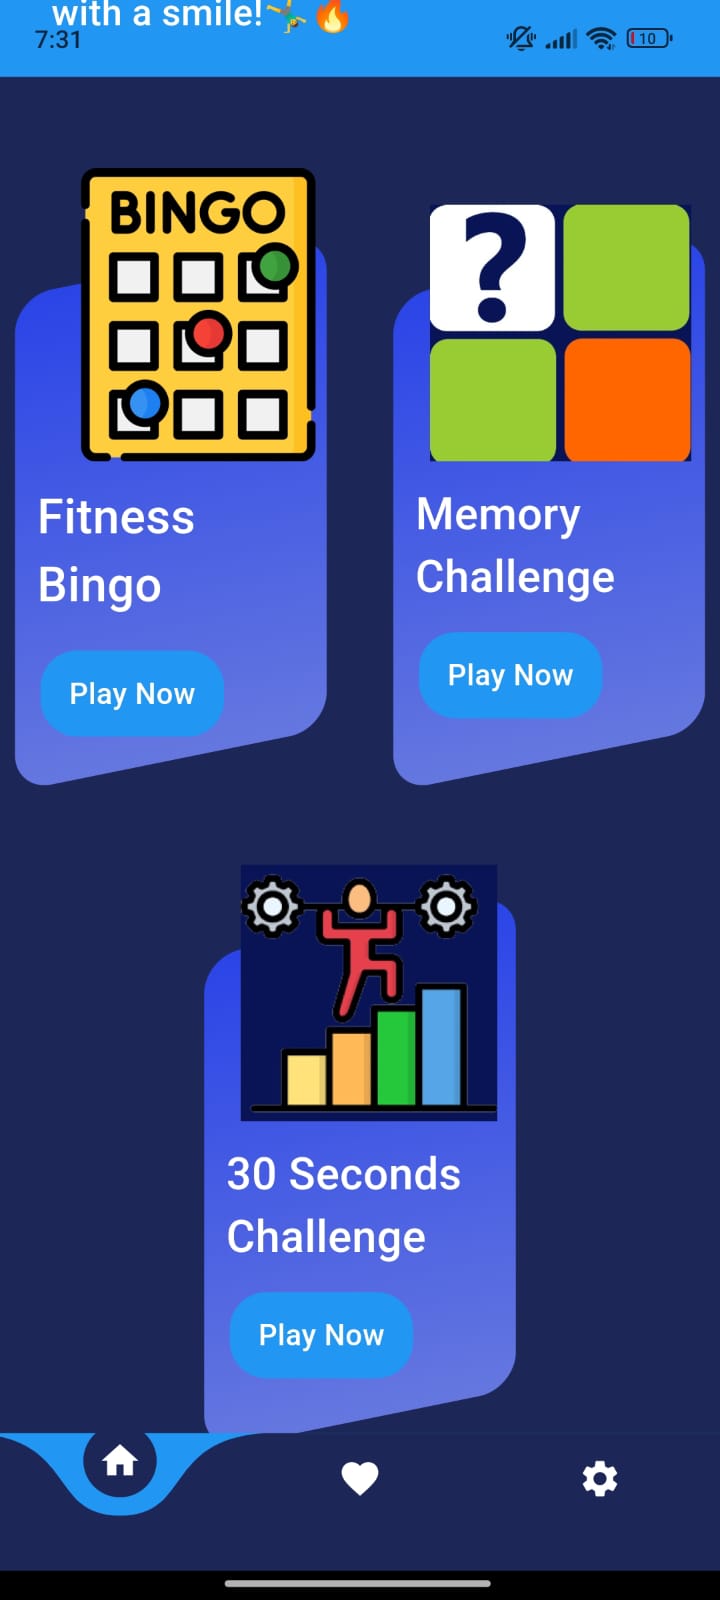 with a smile!🤸‍♂️🔥
7:31
10
BINGO
?
Fitness
Bingo
Play Now
Memory
Challenge
Play Now
30 Seconds
Challenge
Play Now